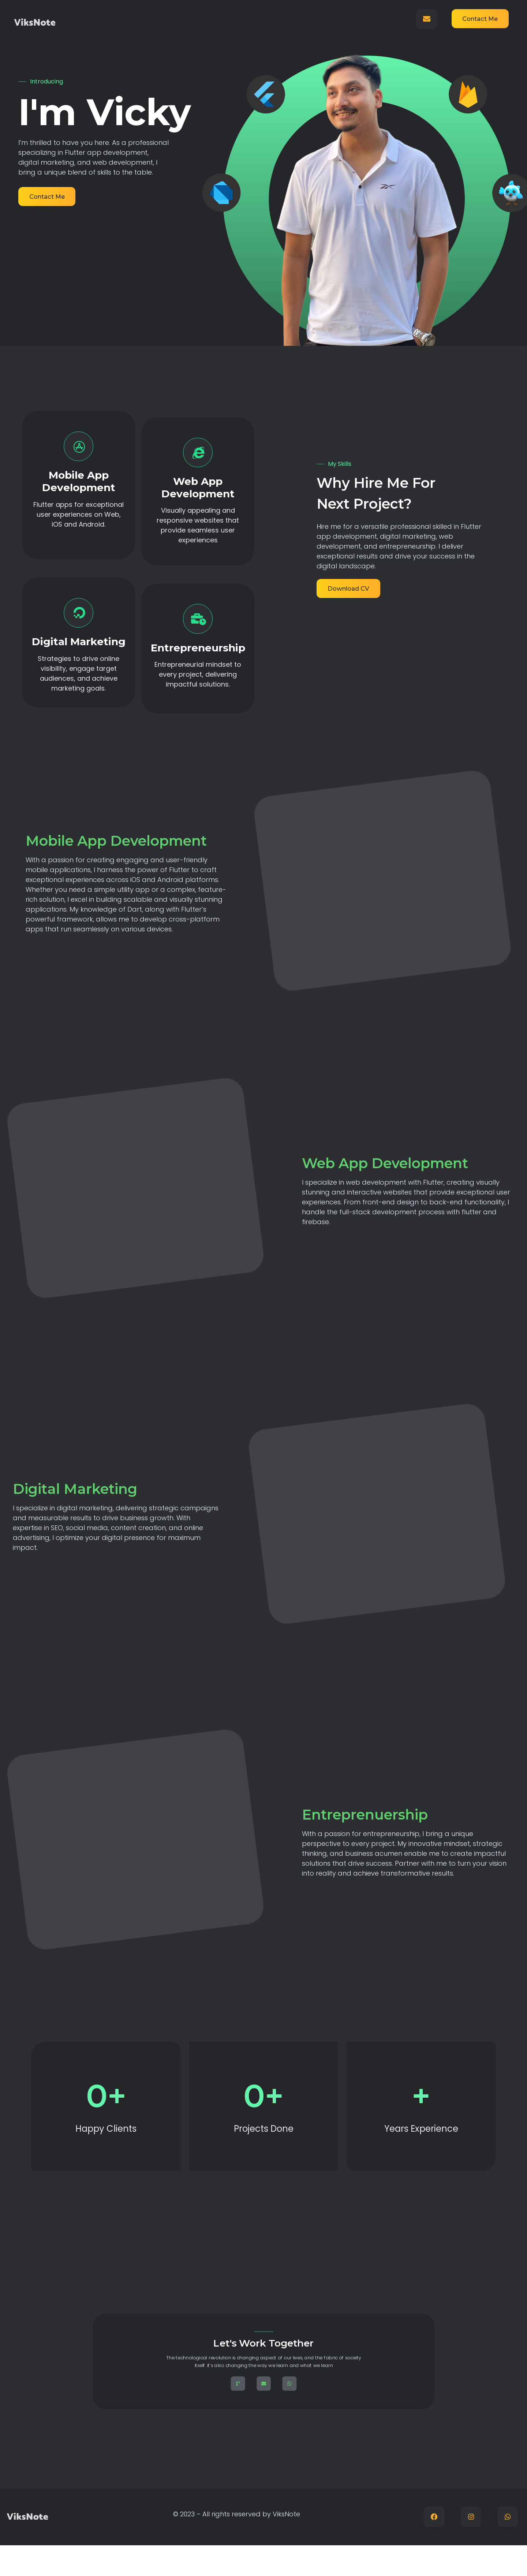 ViksNote
Contact Me
Introducing
I'm Vicky
I'm thrilled to have you here. As a professional
specializing in Flutter app development,
digital marketing, and web development, I
bring a unique blend of skills to the table.
Contact Me
Mobile App
Development
Flutter apps for exceptional
user experiences on Web,
iOS and Android.
Web App
Development
Visually appealing and
responsive websites that
provide seamless user
experiences
Digital Marketing
Strategies to drive online
visibility, engage target
audiences, and achieve
marketing goals.
Entrepreneurship
Entrepreneurial mindset to
every project, delivering
impactful solutions.
My Skills
Why Hire Me For
Next Project?
Hire me for a versatile professional skilled in Flutter
app development, digital marketing, web
development, and entrepreneurship. I deliver
exceptional results and drive your success in the
digital landscape.
Download CV
Mobile App Development
With a passion for creating engaging and user-friendly
mobile applications, I harness the power of Flutter to craft
exceptional experiences across iOS and Android platforms.
Whether you need a simple utility app or a complex, feature-
rich solution, I excel in building scalable and visually stunning
applications. My knowledge of Dart, along with Flutter's
powerful framework, allows me to develop cross-platform
apps that run seamlessly on various devices.
Web App Development
I specialize in web development with Flutter, creating visually
stunning and interactive websites that provide exceptional user
experiences. From front-end design to back-end functionality, I
handle the full-stack development process with flutter and
firebase.
Digital Marketing
I specialize in digital marketing, delivering strategic campaigns
and measurable results to drive business growth. With
expertise in SEO, social media, content creation, and online
advertising, I optimize your digital presence for maximum
impact.
Entreprenuership
With a passion for entrepreneurship, I bring a unique
perspective to every project. My innovative mindset, strategic
thinking, and business acumen enable me to create impactful
solutions that drive success. Partner with me to turn your vision
into reality and achieve transformative results.
0+
Happy Clients
0+
Projects Done
+
Years Experience
Let's Work Together
The technological revolution is changing aspect of our lives, and the fabric of society
itself. it's also changing the way we learn and what we learn
ViksNote
© 2023 – All rights reserved by ViksNote